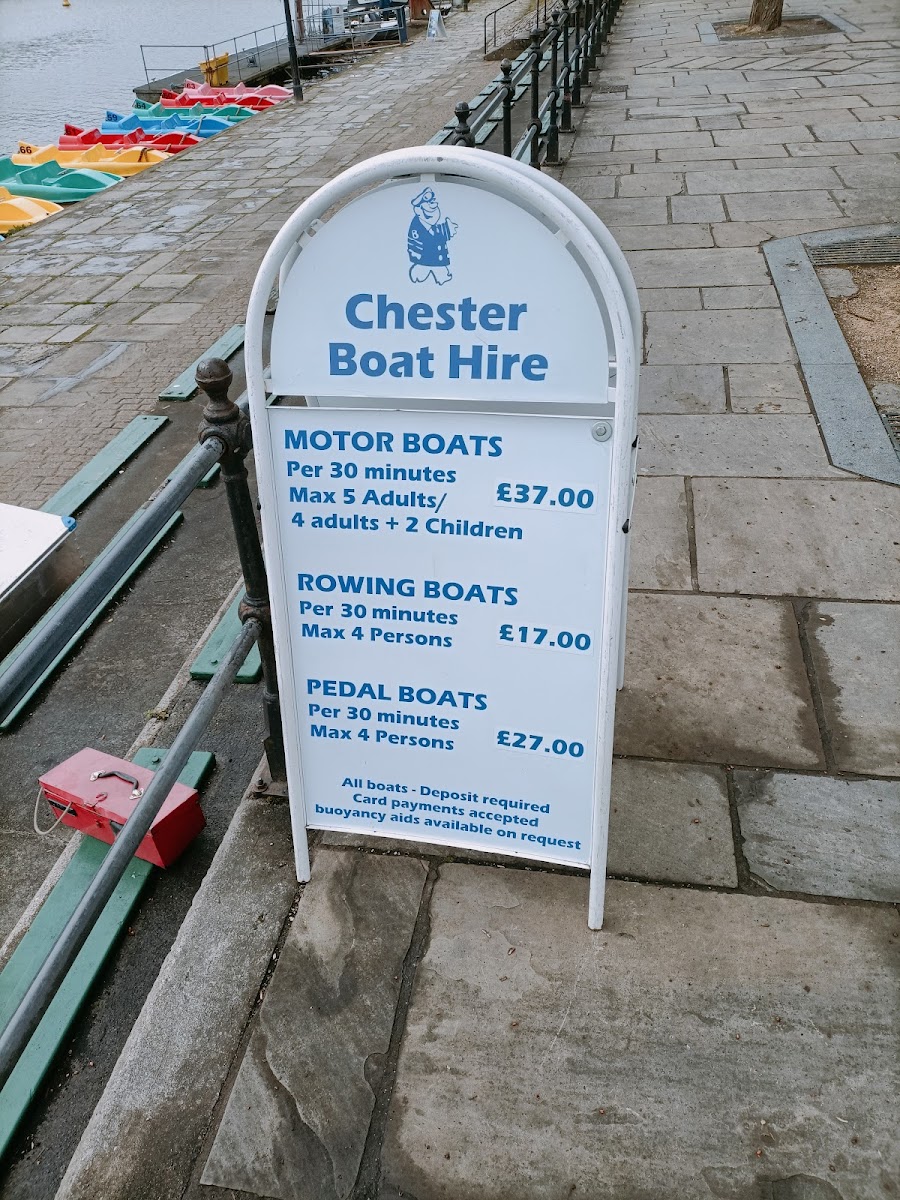 Chester
Boat Hire
MOTOR BOATS
Per 30 minutes
Max 5 Adults/
£37.00
4 adults + 2 Children
ROWING BOATS
Per 30 minutes
Max 4 Persons
£17.00
PEDAL BOATS
Per 30 minutes
Max 4 Persons
£27.00
All boats - Deposit required
Card payments accepted
buoyancy aids available on request
66